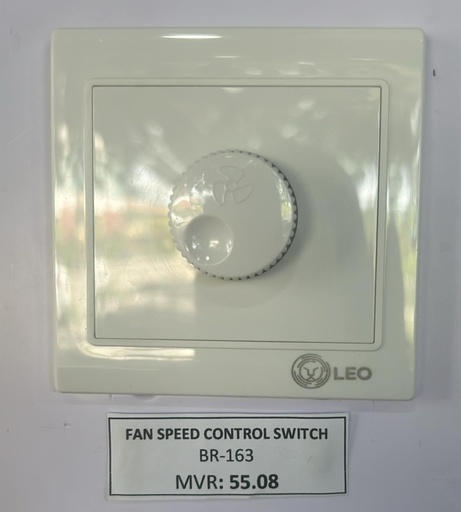 LEO
FAN SPEED CONTROL SWITCH
BR-163
MVR: 55.08